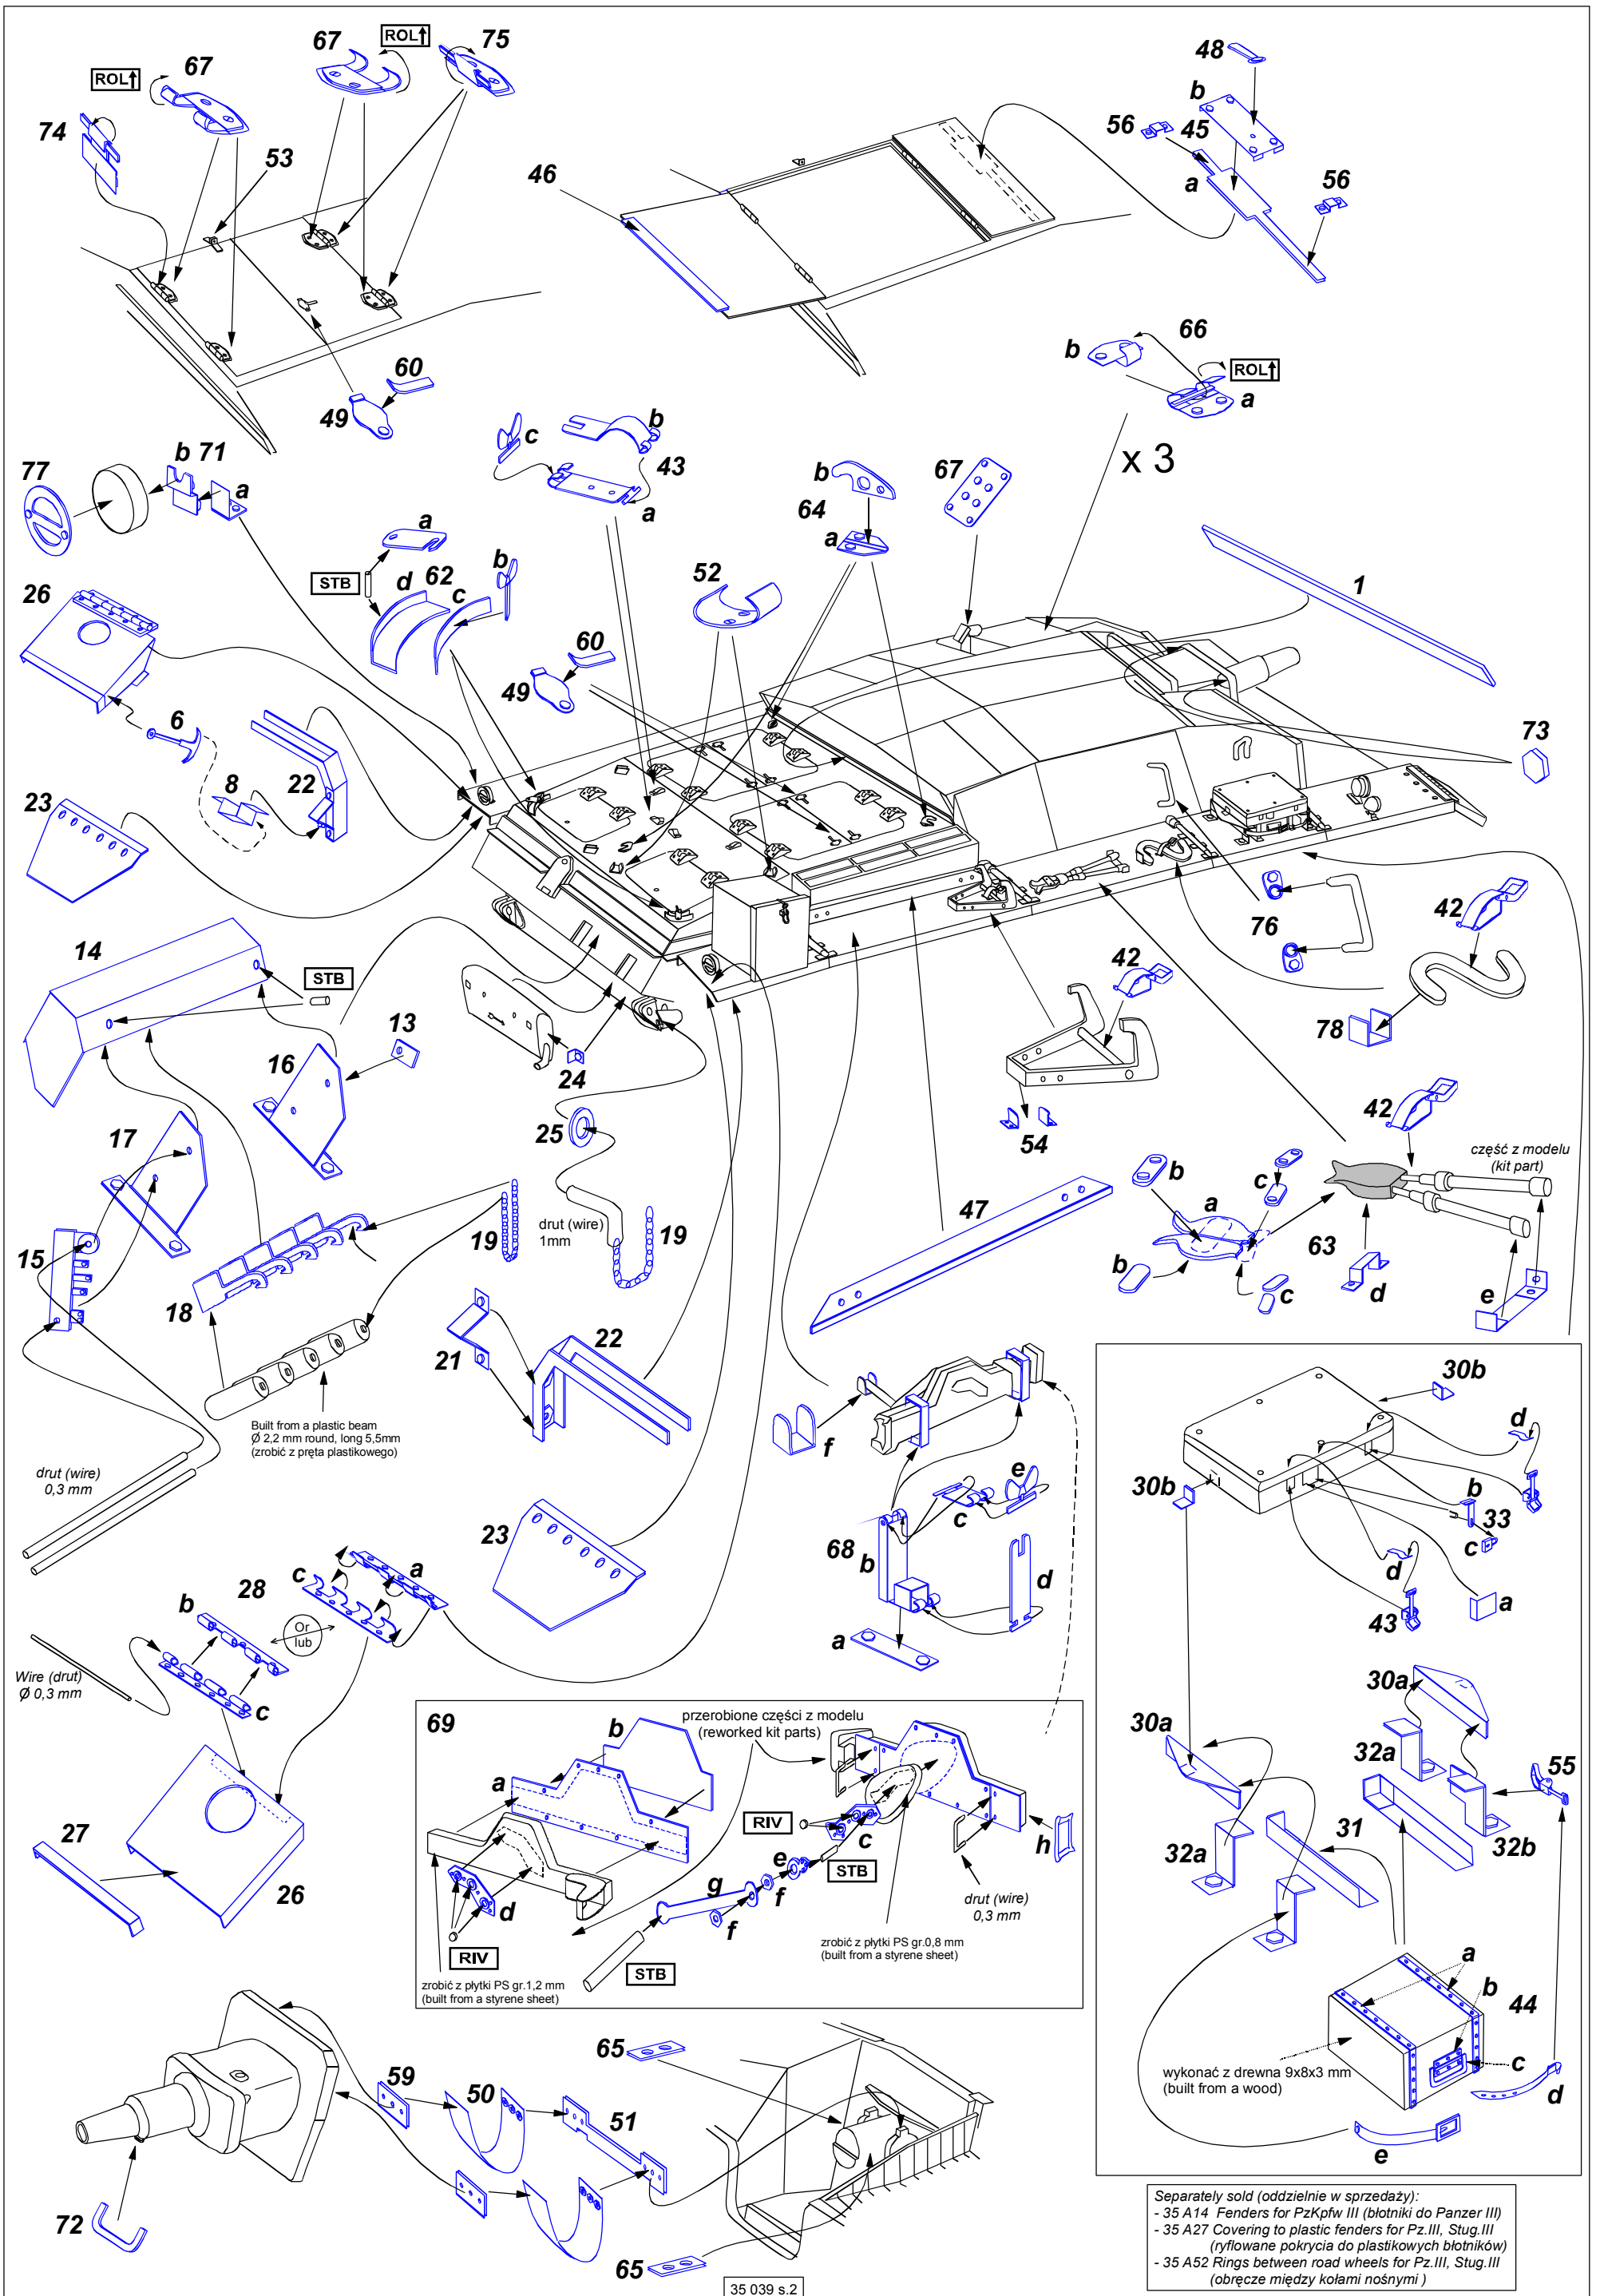 67
ROL↑
75
48
ROL↑
67
b
74
56
45
53
46
a
56
60
66
b
ROL↑
a
49
b
c
x 3
b 71
43
67
77
a
b
a
64
a
a
STB
d
62
b
52
1
26
c
60
49
6
73
8
22
23
42
14
76
42
STB
13
78
16
24
42
25
54
17
część z modelu
(kit part)
b
c
a
47
drut (wire)
1mm
19
19
15
63
b
d
e
18
c
21
22
30b
Built from a plastic beam
Ø 2,2 mm round, long 5,5mm
(zrobić z pręta plastikowego)
f
d
drut (wire)
0,3 mm
e
30b
b
c
33
23
68
c
b
d
d
a
c
28
a
43
b
Or
lub
a
Wire (drut)
Ø 0,3 mm
30a
c
69
przerobione części z modelu
(reworked kit parts)
30a
b
32a
55
a
27
RIV
c
h
31
e
STB
32a
32b
g
26
d
f
drut (wire)
0,3 mm
f
RIV
zrobić z płytki PS gr.0,8 mm
(built from a styrene sheet)
STB
zrobić z płytki PS gr.1,2 mm
(built from a styrene sheet)
a
b
44
65
wykonać z drewna 9x8x3 mm
(built from a wood)
c
59
50
d
51
e
72
Separately sold (oddzielnie w sprzedaży):
- 35 A14 Fenders for PzKpfw III (błotniki do Panzer III)
- 35 A27 Covering to plastic fenders for Pz.III, Stug.III
(ryflowane pokrycia do plastikowych błotników)
- 35 A52 Rings between road wheels for Pz.III, Stug.III
(obręcze między kołami nośnymi )
65
35 039 s.2